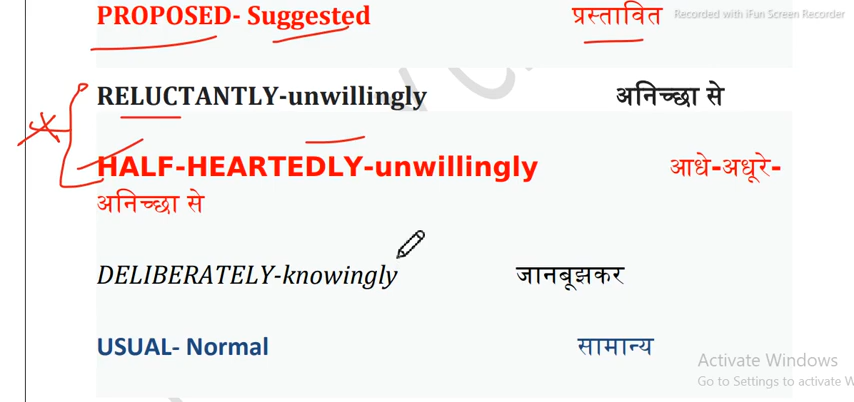 PROPOSED- Suggested प्रस्तावित
Recorded with iFun Screen Recorder
RELUCTANTLY-unwillingly अनिच्छा से
HALF-HEARTEDLY-unwillingly आधे-अधूरे-
अनिच्छा से
DELIBERATELY-knowingly जानबूझकर
USUAL- Normal सामान्य
Activate Windows
Go to Settings to activate W